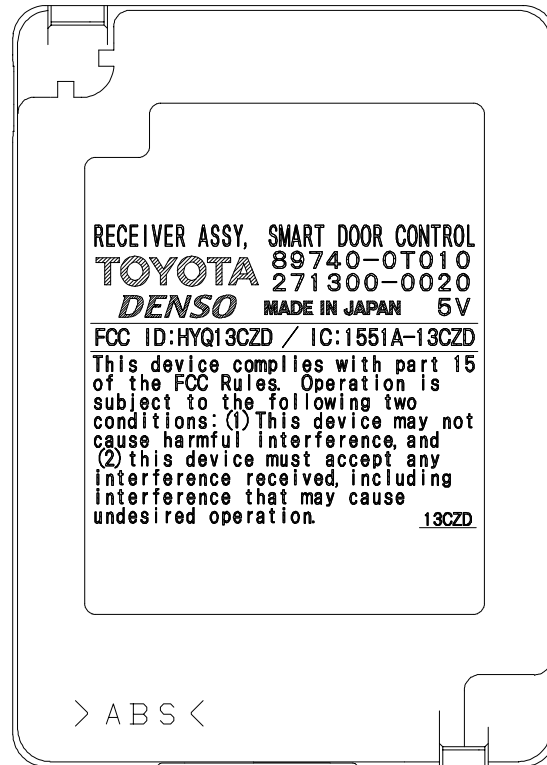 RECEIVER ASSY, SMART DOOR CONTROL
TOYOTA 89740-0T010
271300-0020
DENSO MADE IN JAPAN 5V
FCC ID:HYQ13CZD / IC:1551A-13CZD
This device complies with part 15
of the FCC Rules. Operation is
subject to the following two
conditions: (1) This device may not
cause harmful interference, and
(2) this device must accept any
interference received, including
interference that may cause
undesired operation.
13CZD
>ABS<